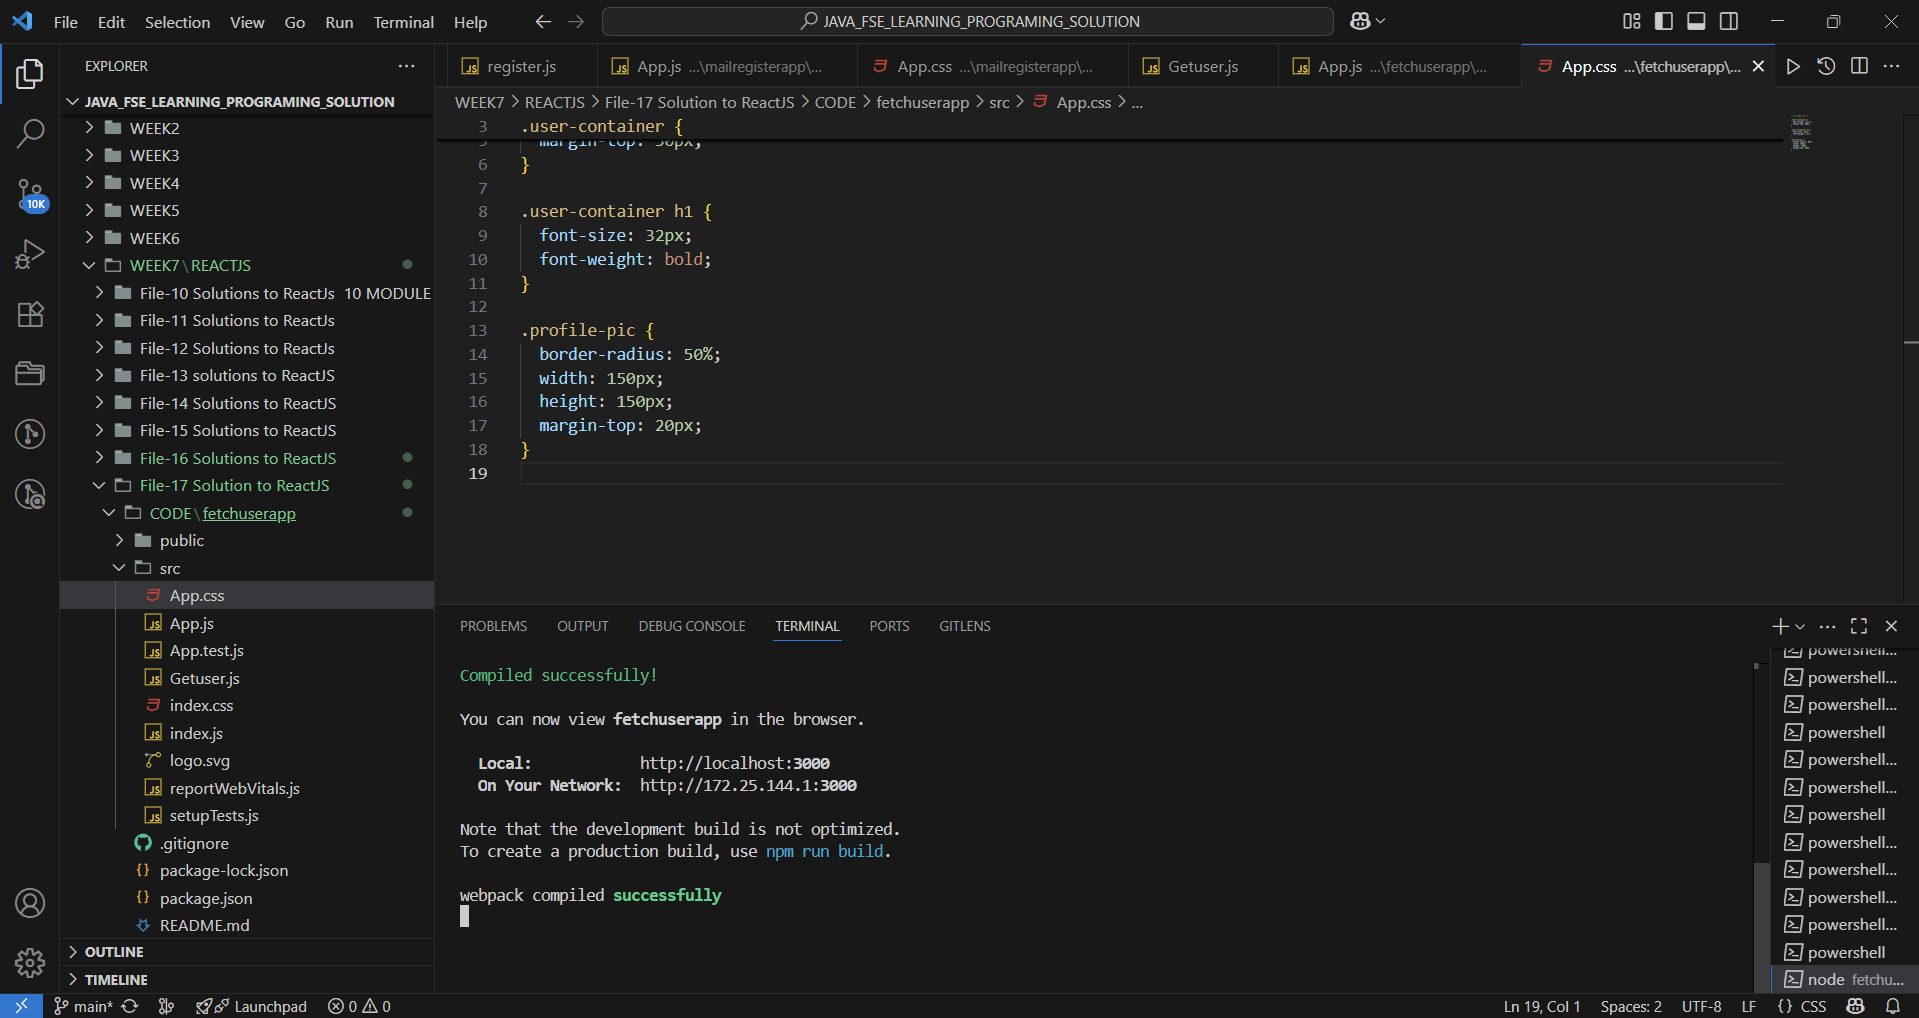 File Edit Selection View Go Run Terminal Help
JAVA_FSE_LEARNING_PROGRAMING_SOLUTION
EXPLORER
JAVA_FSE_LEARNING_PROGRAMING_SOLUTION
WEEK2
WEEK3
WEEK4
WEEK5
WEEK6
WEEK7\REACTJS
File-10 Solutions to ReactJs 10 MODULE
File-11 Solutions to ReactJs
File-12 Solutions to ReactJs
File-13 solutions to ReactJS
File-14 Solutions to ReactJS
File-15 Solutions to ReactJS
File-16 Solutions to ReactJS
File-17 Solution to ReactJS
CODE\fetchuserapp
public
src
App.css
App.js
App.test.js
Getuser.js
index.css
index.js
logo.svg
reportWebVitals.js
setupTests.js
.gitignore
package-lock.json
package.json
README.md
OUTLINE
TIMELINE
10K
register.js
App.js ...\mailregisterapp\...
App.css ...\mailregisterapp\...
Getuser.js
App.js ...\fetchuserapp\...
App.css ...\fetchuserapp\...
WEEK7 > REACTJS > File-17 Solution to ReactJS > CODE > fetchuserapp > src > App.css > ...
3 .user-container {
5 margin-top: 50px;
6 }
7
8 .user-container h1 {
9 font-size: 32px;
10 font-weight: bold;
11 }
12
13 .profile-pic {
14 border-radius: 50%;
15 width: 150px;
16 height: 150px;
17 margin-top: 20px;
18 }
19
PROBLEMS OUTPUT DEBUG CONSOLE TERMINAL PORTS GITLENS
Compiled successfully!
You can now view fetchuserapp in the browser.
Local: http://localhost:3000
On Your Network: http://172.25.144.1:3000
Note that the development build is not optimized.
To create a production build, use npm run build.
webpack compiled successfully
powershell...
powershell...
powershell...
powershell
powershell...
powershell...
powershell
powershell...
powershell...
powershell...
powershell...
powershell
node fetchu...
main* Launchpad 0 0
Ln 19, Col 1 Spaces: 2 UTF-8 LF {} CSS